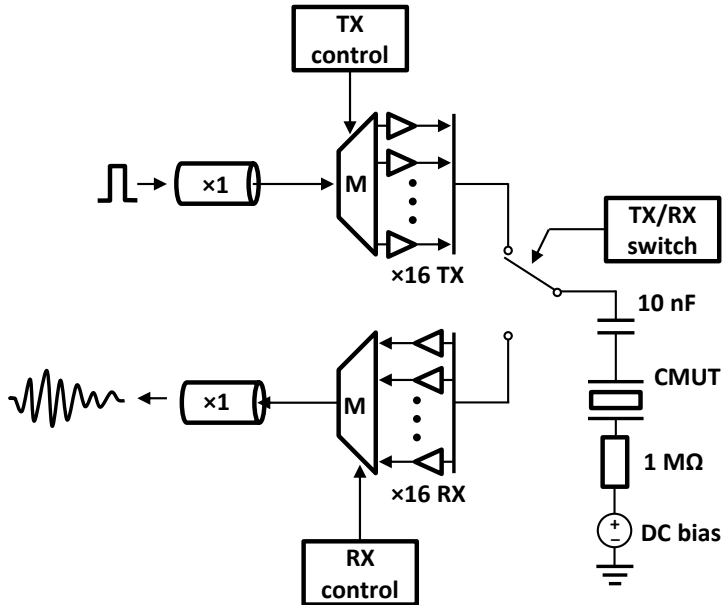 TX
control
M
×1
×16 TX
TX/RX
switch
10 nF
CMUT
M
×1
×16 RX
1 MΩ
+
−
DC bias
RX
control